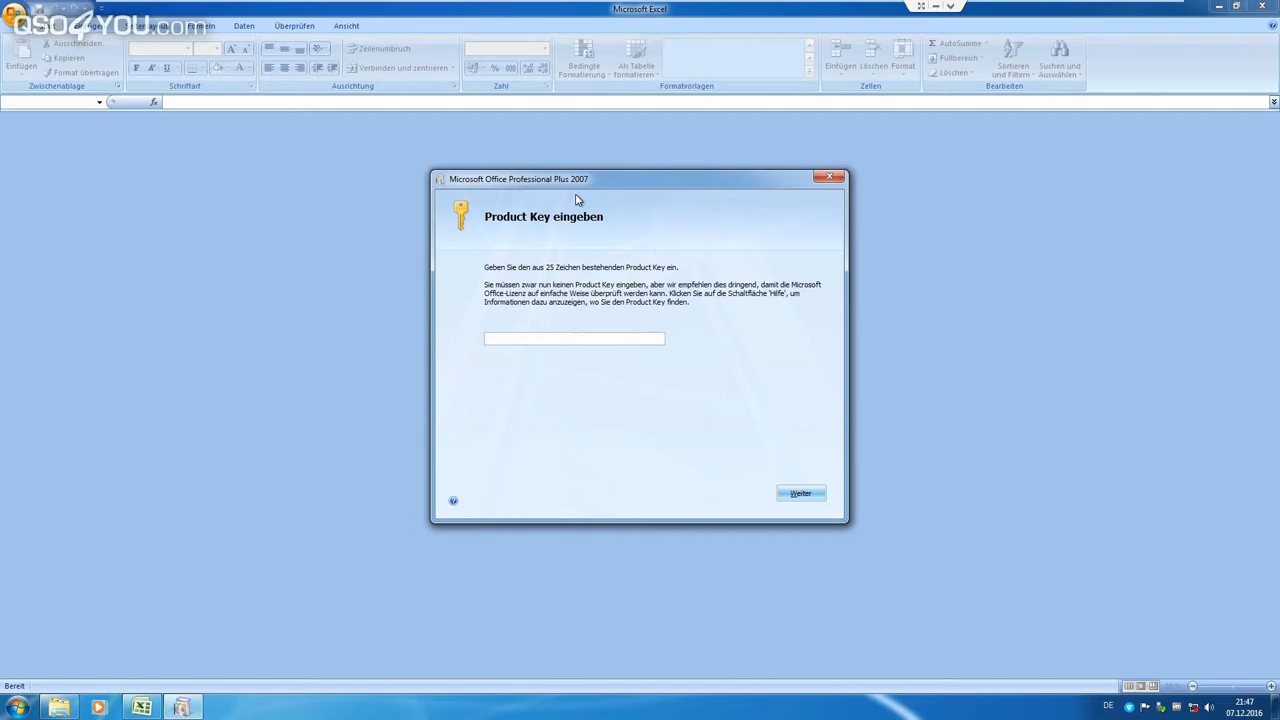 Microsoft Excel
QSO4YOU.com
Formeln Daten Überprüfen Ansicht
Ausschneiden
Kopieren
Format übertragen
Einfügen
Zwischenablage
F K U
Schriftart
Zeilenumbruch
Verbinden und zentrieren
Ausrichtung
% 000
Zahl
Bedingte
Formatierung
Als Tabelle
formatieren
Formatvorlagen
Einfügen Löschen Format
Zellen
Σ AutoSumme
Füllbereich
Löschen
Sortieren
und Filtern
Suchen und
Auswählen
Bearbeiten
fx
Microsoft Office Professional Plus 2007
Product Key eingeben
Geben Sie den aus 25 Zeichen bestehenden Product Key ein.
Sie müssen zwar nun keinen Product Key eingeben, aber wir empfehlen dies dringend, damit die Microsoft
Office-Lizenz auf einfache Weise überprüft werden kann. Klicken Sie auf die Schaltfläche 'Hilfe', um
Informationen dazu anzuzeigen, wo Sie den Product Key finden.
Weiter
Bereit
DE
21:47
07.12.2016